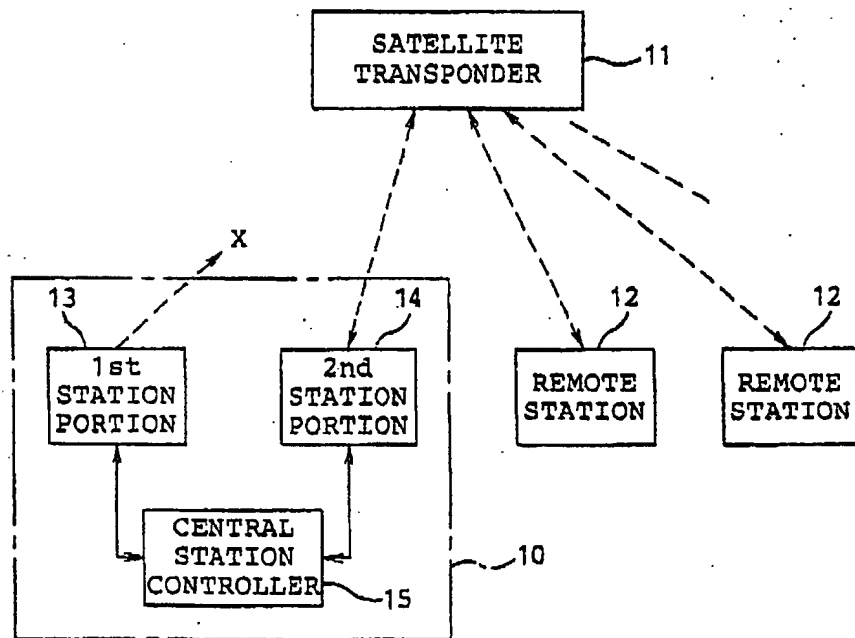 SATELLITE
TRANSPONDER
11
X
13
14
12
12
1st
STATION
PORTION
2nd
STATION
PORTION
REMOTE
STATION
REMOTE
STATION
CENTRAL
STATION
CONTROLLER
15
10